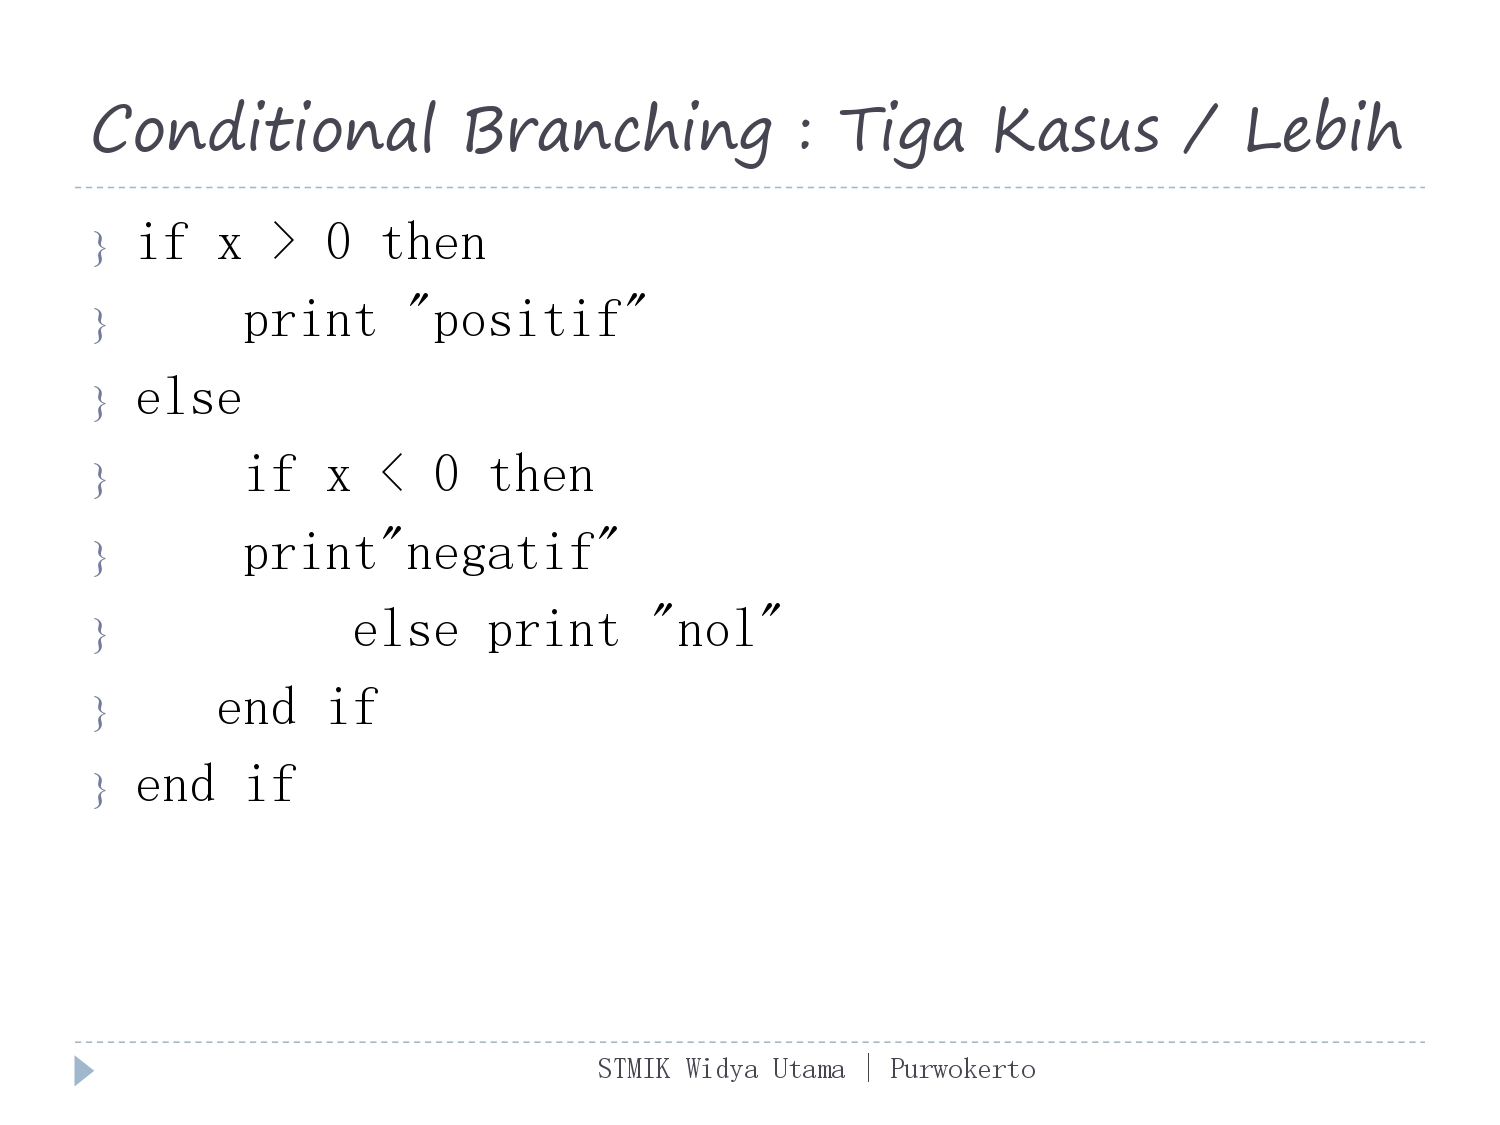 Conditional Branching : Tiga Kasus / Lebih
} if x > 0 then
}     print "positif"
} else
}     if x < 0 then
}     print"negatif"
}         else print "nol"
}    end if
} end if
STMIK Widya Utama | Purwokerto